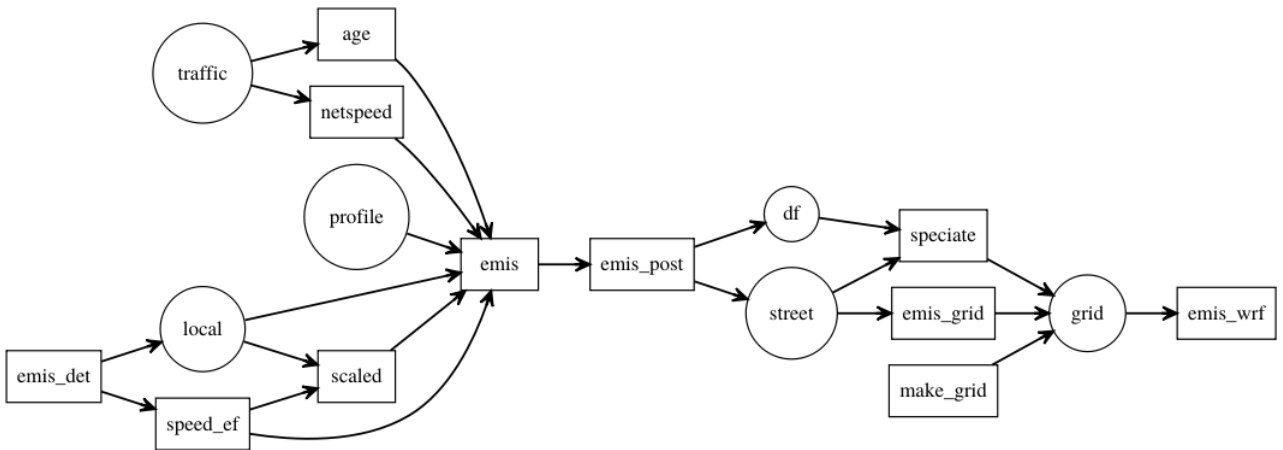 age
traffic
netspeed
profile
df
speciate
emis
emis_post
local
street
emis_grid
grid
emis_wrf
emis_det
scaled
make_grid
speed_ef